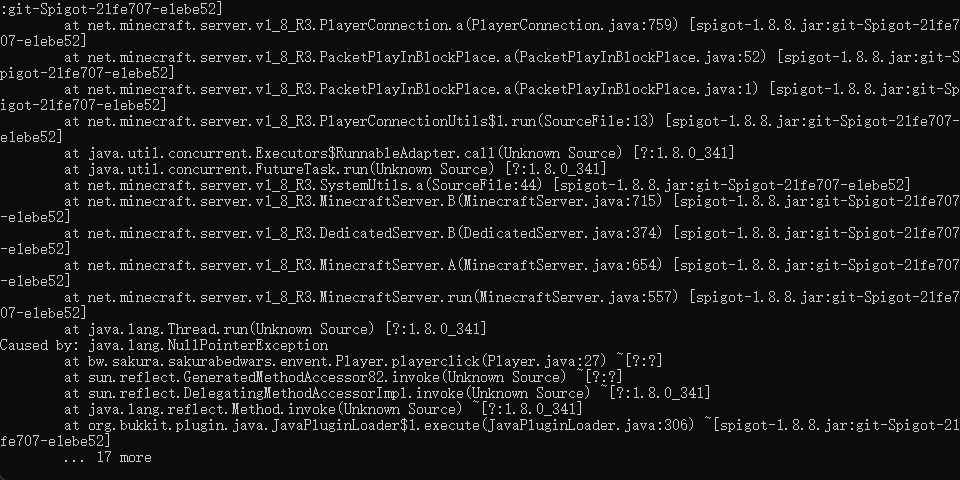 :git-Spigot-21fe707-e1ebe52]
at net.minecraft.server.v1_8_R3.PlayerConnection.a(PlayerConnection.java:759) [spigot-1.8.8.jar:git-Spigot-21fe7
07-e1ebe52]
at net.minecraft.server.v1_8_R3.PacketPlayInBlockPlace.a(PacketPlayInBlockPlace.java:52) [spigot-1.8.8.jar:git-S
pigot-21fe707-e1ebe52]
at net.minecraft.server.v1_8_R3.PacketPlayInBlockPlace.a(PacketPlayInBlockPlace.java:1) [spigot-1.8.8.jar:git-Sp
igot-21fe707-e1ebe52]
at net.minecraft.server.v1_8_R3.PlayerConnectionUtils$1.run(SourceFile:13) [spigot-1.8.8.jar:git-Spigot-21fe707-
e1ebe52]
at java.util.concurrent.Executors$RunnableAdapter.call(Unknown Source) [?:1.8.0_341]
at java.util.concurrent.FutureTask.run(Unknown Source) [?:1.8.0_341]
at net.minecraft.server.v1_8_R3.SystemUtils.a(SourceFile:44) [spigot-1.8.8.jar:git-Spigot-21fe707-e1ebe52]
at net.minecraft.server.v1_8_R3.MinecraftServer.B(MinecraftServer.java:715) [spigot-1.8.8.jar:git-Spigot-21fe707
-e1ebe52]
at net.minecraft.server.v1_8_R3.DedicatedServer.B(DedicatedServer.java:374) [spigot-1.8.8.jar:git-Spigot-21fe707
-e1ebe52]
at net.minecraft.server.v1_8_R3.MinecraftServer.A(MinecraftServer.java:654) [spigot-1.8.8.jar:git-Spigot-21fe707
-e1ebe52]
at net.minecraft.server.v1_8_R3.MinecraftServer.run(MinecraftServer.java:557) [spigot-1.8.8.jar:git-Spigot-21fe7
07-e1ebe52]
at java.lang.Thread.run(Unknown Source) [?:1.8.0_341]
Caused by: java.lang.NullPointerException
at bw.sakura.sakurabedwars.envent.Player.playerclick(Player.java:27) ~[?:?]
at sun.reflect.GeneratedMethodAccessor82.invoke(Unknown Source) ~[?:?]
at sun.reflect.DelegatingMethodAccessorImpl.invoke(Unknown Source) ~[?:1.8.0_341]
at java.lang.reflect.Method.invoke(Unknown Source) ~[?:1.8.0_341]
at org.bukkit.plugin.java.JavaPluginLoader$1.execute(JavaPluginLoader.java:306) ~[spigot-1.8.8.jar:git-Spigot-21
fe707-e1ebe52]
... 17 more